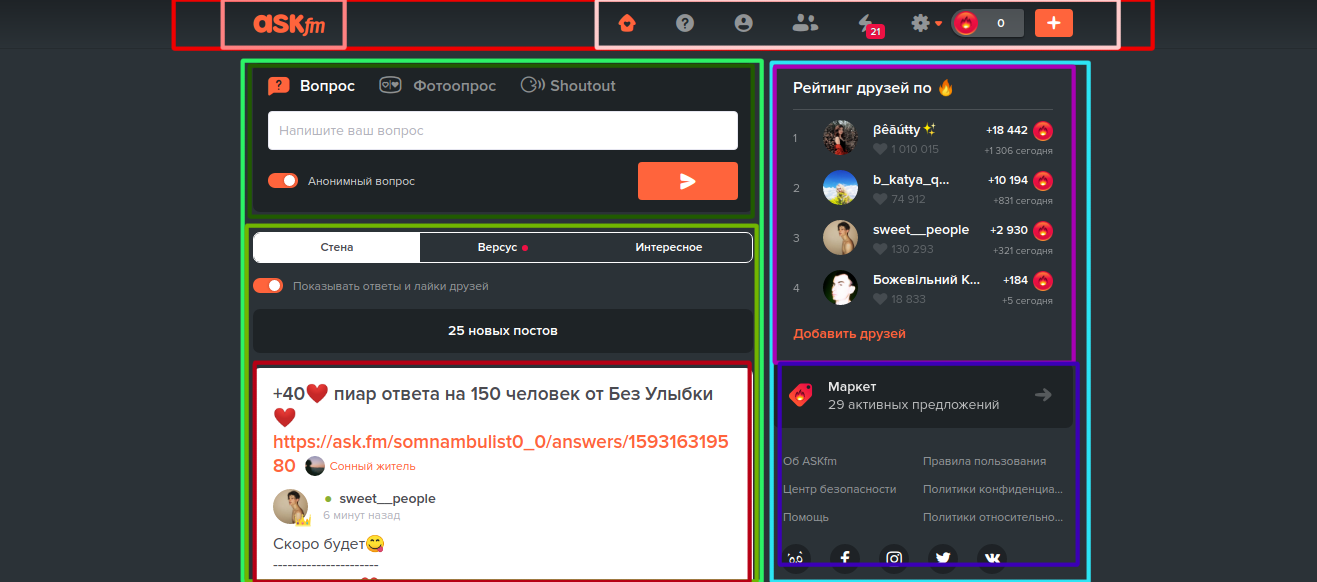 ASKfm
21
0
Вопрос
Фотоопрос
Shoutout
Напишите ваш вопрос
Анонимный вопрос
Стена
Версус
Интересное
Показывать ответы и лайки друзей
25 новых постов
+40❤️ пиар ответа на 150 человек от Без Улыбки
❤️
https://ask.fm/somnambulist0_0/answers/1593163195
80 Сонный житель
sweet__people
6 минут назад
Скоро будет😋
----------------------
Рейтинг друзей по 🔥
1
βêãúŧŧy✨
+18 442
1 010 015
+1 306 сегодня
2
b_katya_q...
+10 194
74 912
+831 сегодня
3
sweet__people
+2 930
130 293
+321 сегодня
4
Божевільний К...
+184
18 833
+5 сегодня
Добавить друзей
Маркет
29 активных предложений
Об ASKfm
Правила пользования
Центр безопасности
Политики конфиденциа...
Помощь
Политики относительно...